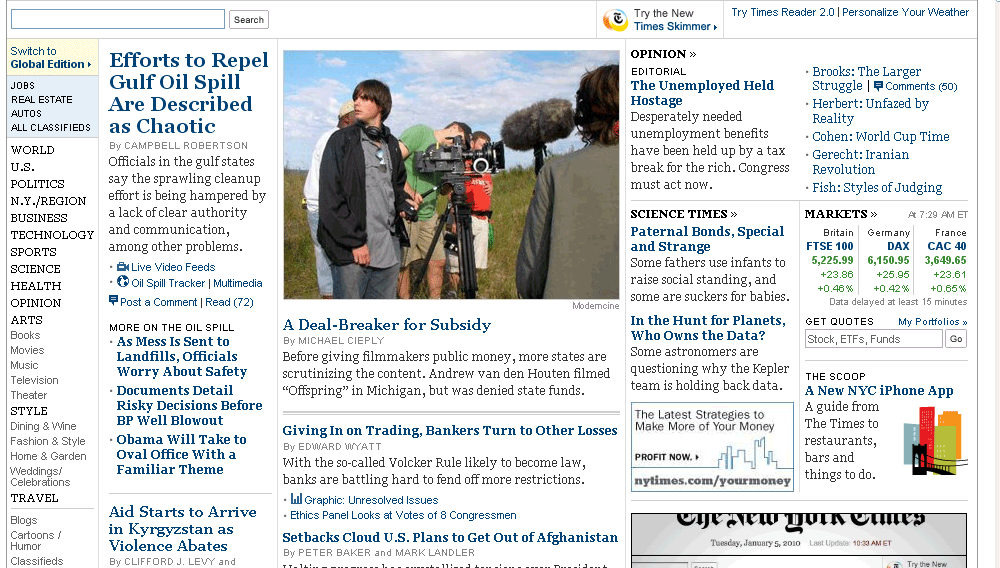 Search
Try the New
Times Skimmer
Try Times Reader 2.0 | Personalize Your Weather
Switch to
Global Edition
JOBS
REAL ESTATE
AUTOS
ALL CLASSIFIEDS
WORLD
U.S.
POLITICS
N.Y./REGION
BUSINESS
TECHNOLOGY
SPORTS
SCIENCE
HEALTH
OPINION
ARTS
Books
Movies
Music
Television
Theater
STYLE
Dining & Wine
Fashion & Style
Home & Garden
Weddings/
Celebrations
TRAVEL
Blogs
Cartoons /
Humor
Classifieds
Efforts to Repel
Gulf Oil Spill
Are Described
as Chaotic
By CAMPBELL ROBERTSON
Officials in the gulf states
say the sprawling cleanup
effort is being hampered by
a lack of clear authority
and communication,
among other problems.
Live Video Feeds
Oil Spill Tracker | Multimedia
Post a Comment | Read (72)
MORE ON THE OIL SPILL
As Mess Is Sent to
Landfills, Officials
Worry About Safety
Documents Detail
Risky Decisions Before
BP Well Blowout
Obama Will Take to
Oval Office With a
Familiar Theme
Aid Starts to Arrive
in Kyrgyzstan as
Violence Abates
By CLIFFORD J. LEVY and
Moderncine
A Deal-Breaker for Subsidy
By MICHAEL CIEPLY
Before giving filmmakers public money, more states are
scrutinizing the content. Andrew van den Houten filmed
“Offspring” in Michigan, but was denied state funds.
Giving In on Trading, Bankers Turn to Other Losses
By EDWARD WYATT
With the so-called Volcker Rule likely to become law,
banks are battling hard to fend off more restrictions.
Graphic: Unresolved Issues
Ethics Panel Looks at Votes of 8 Congressmen
Setbacks Cloud U.S. Plans to Get Out of Afghanistan
By PETER BAKER and MARK LANDLER
OPINION »
EDITORIAL
The Unemployed Held
Hostage
Desperately needed
unemployment benefits
have been held up by a tax
break for the rich. Congress
must act now.
Brooks: The Larger
Struggle | Comments (50)
Herbert: Unfazed by
Reality
Cohen: World Cup Time
Gerecht: Iranian
Revolution
Fish: Styles of Judging
SCIENCE TIMES »
Paternal Bonds, Special
and Strange
Some fathers use infants to
raise social standing, and
some are suckers for babies.
In the Hunt for Planets,
Who Owns the Data?
Some astronomers are
questioning why the Kepler
team is holding back data.
The Latest Strategies to
Make More of Your Money
PROFIT NOW.
nytimes.com/yourmoney
MARKETS » At 7:29 AM ET
Britain Germany France
FTSE 100 DAX CAC 40
5,225.99 6,150.95 3,649.65
+23.86 +25.95 +23.61
+0.46% +0.42% +0.65%
Data delayed at least 15 minutes
GET QUOTES My Portfolios »
Stock, ETFs, Funds Go
THE SCOOP
A New NYC iPhone App
A guide from
The Times to
restaurants,
bars and
things to do.
The New York Times
Tuesday, January 5, 2010 Last Update: 10:33 AM ET
Try the New